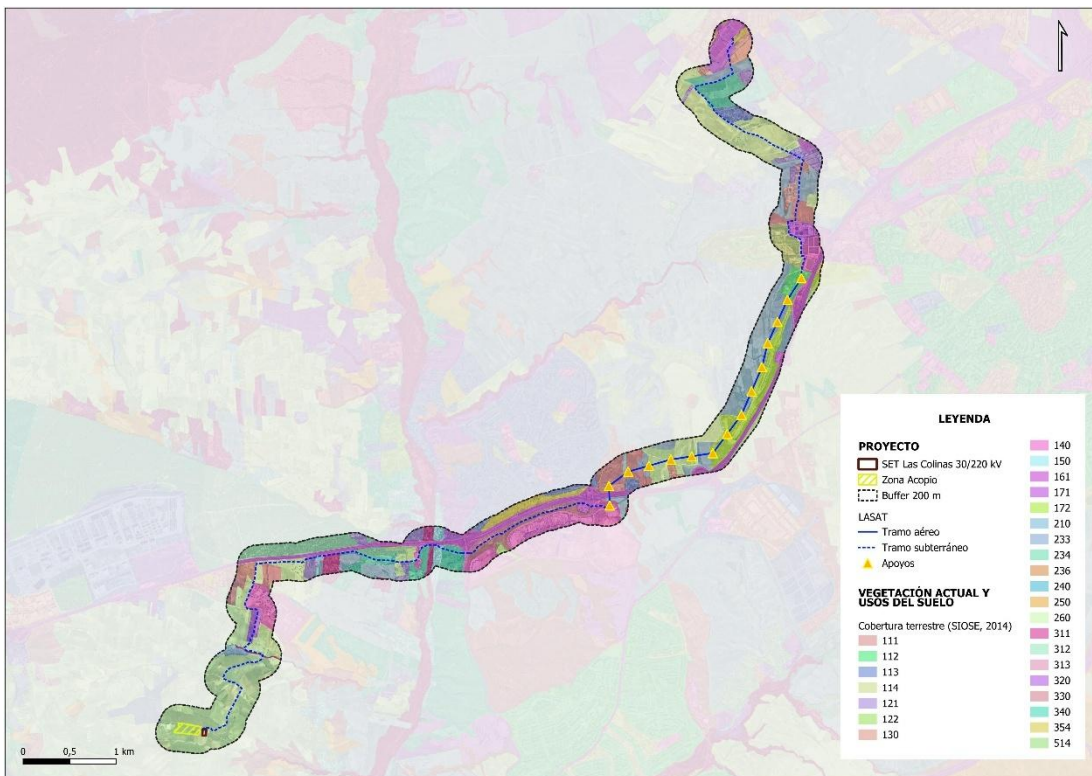 LEYENDA
PROYECTO
SET Las Colinas 30/220 kV
Zona Acopio
Buffer 200 m
LASAT
Tramo aéreo
Tramo subterráneo
Apoyos
VEGETACIÓN ACTUAL Y
USOS DEL SUELO
Cobertura terrestre (SIOSE, 2014)
111
112
113
114
121
122
130
140
150
161
171
172
210
233
234
236
240
250
260
311
312
313
320
330
340
354
514
0 0,5 1 km